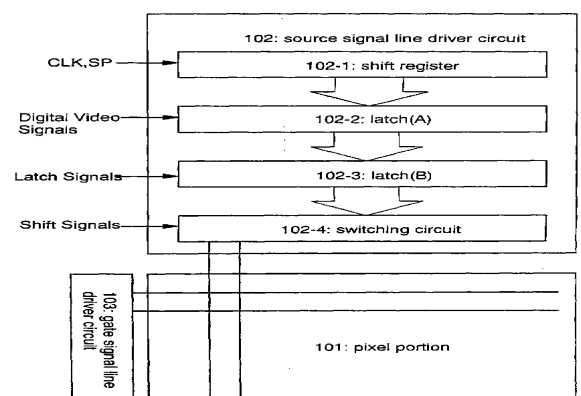 102: source signal line driver circuit
CLK,SP
102-1: shift register
Digital Video
Signals
102-2: latch(A)
Latch Signals
102-3: latch(B)
Shift Signals
102-4: switching circuit
103: gate signal line
driver circuit
101: pixel portion